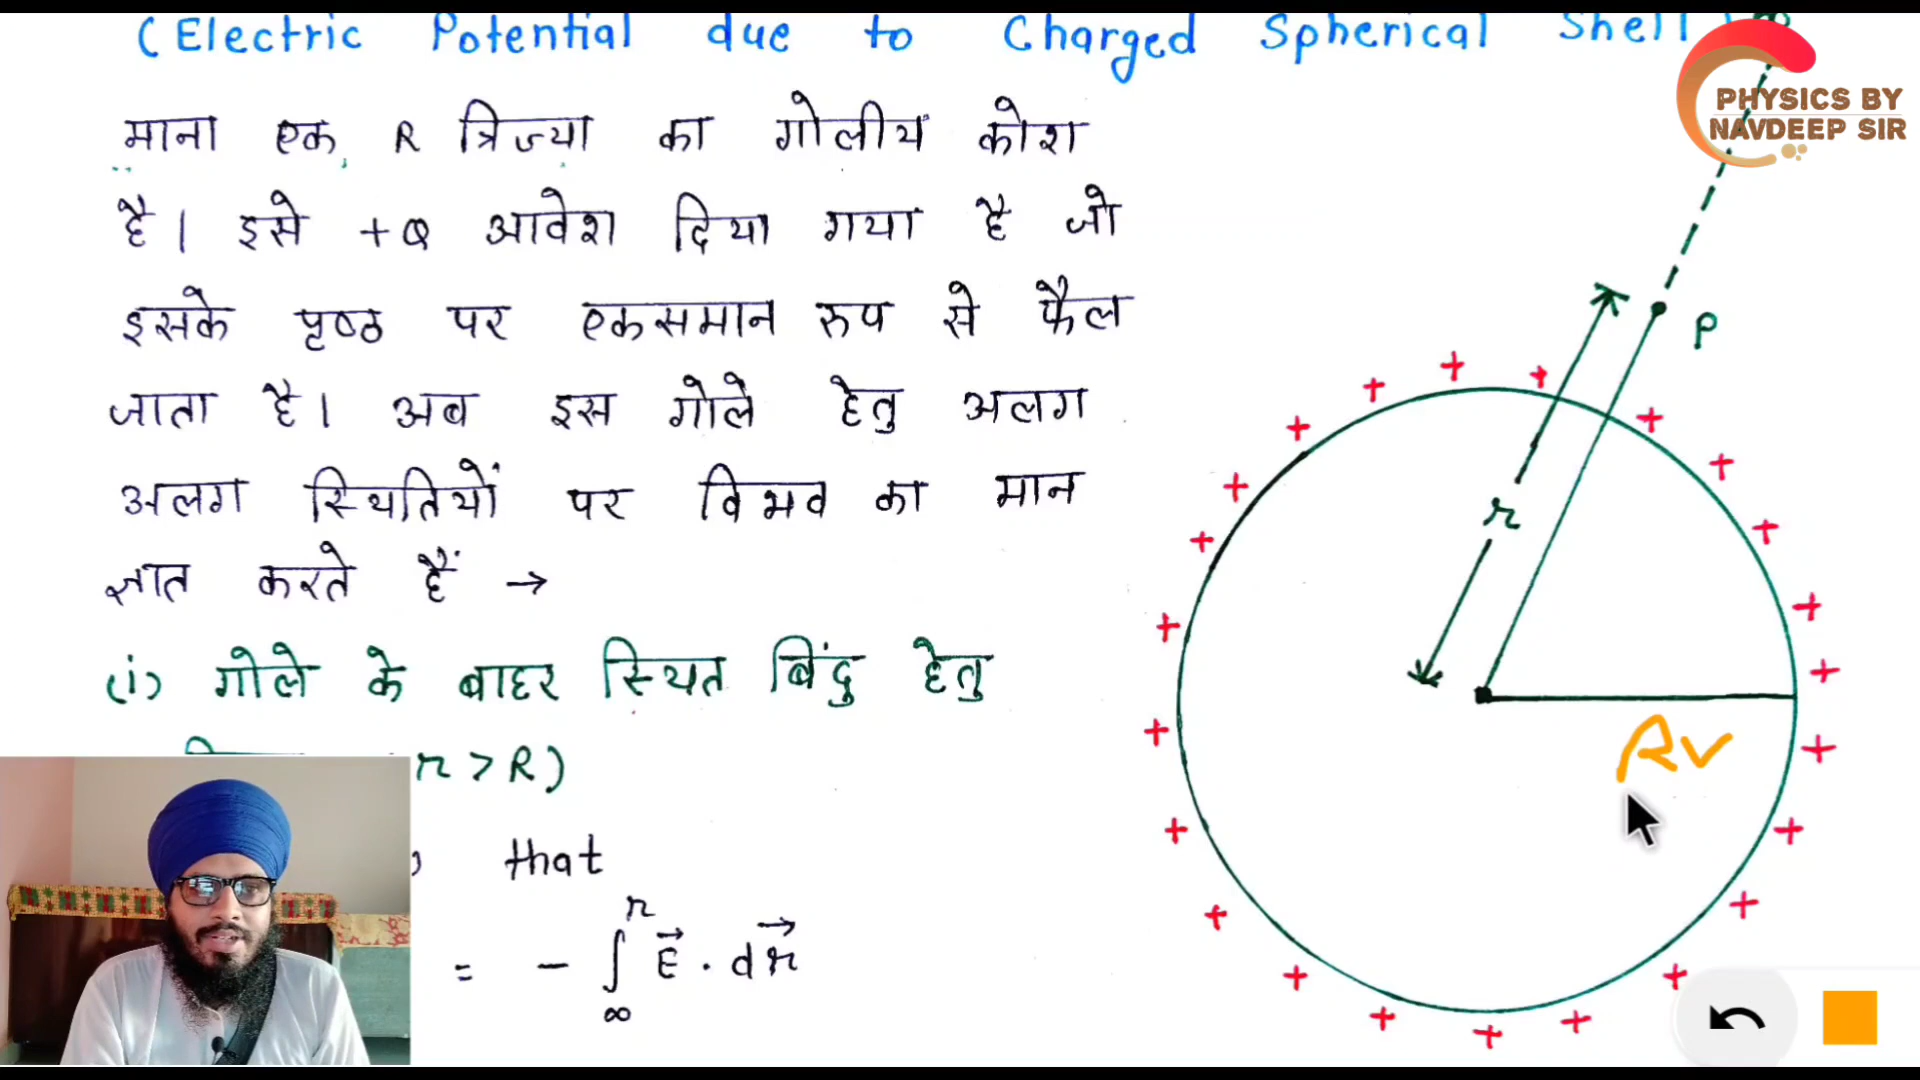 (Electric Potential due to Charged Spherical Shell
PHYSICS BY
NAVDEEP SIR
माना एक R त्रिज्या का गोलीय कोश
है। इसे +Q आवेश दिया गया है जो
इसके पृष्ठ पर एकसमान रुप से फैल
जाता है। अब इस गोले हेतु अलग
अलग स्थितियों पर विभव का मान
ज्ञात करते हैं →
(i) गोले के बाहर स्थित बिंदु हेतु
r > R)
that
= - ∫ E⃗ . dr⃗
r
∞
P
r
R
+ + + + + + + + + + + + + + + + + + + + + + + + +